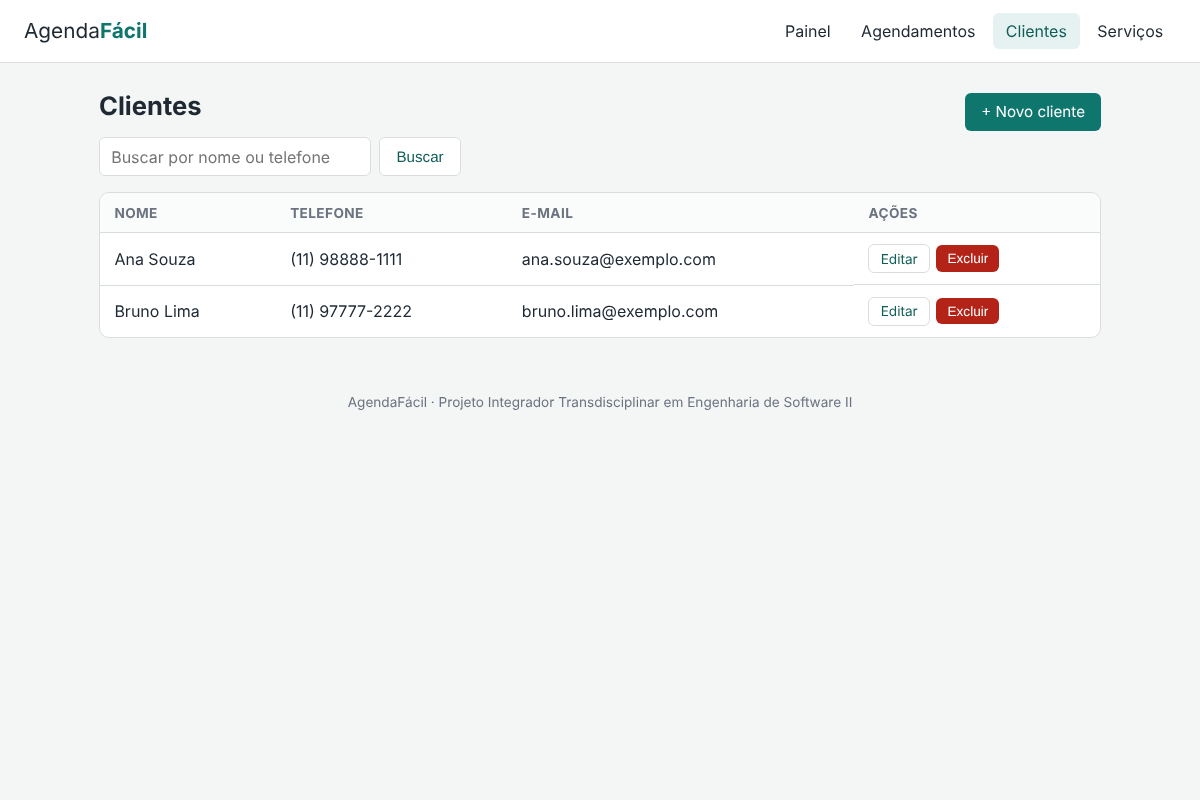 AgendaFácil Painel Agendamentos Clientes Serviços
Clientes
+ Novo cliente
Buscar por nome ou telefone Buscar
NOME TELEFONE E-MAIL AÇÕES
Ana Souza (11) 98888-1111 ana.souza@exemplo.com Editar Excluir
Bruno Lima (11) 97777-2222 bruno.lima@exemplo.com Editar Excluir
AgendaFácil · Projeto Integrador Transdisciplinar em Engenharia de Software II